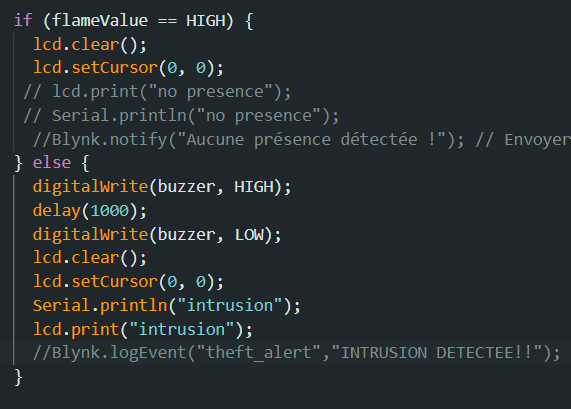 if (flameValue == HIGH) {
lcd.clear();
lcd.setCursor(0, 0);
// lcd.print("no presence");
// Serial.println("no presence");
//Blynk.notify("Aucune présence détectée !"); // Envoyer
} else {
digitalWrite(buzzer, HIGH);
delay(1000);
digitalWrite(buzzer, LOW);
lcd.clear();
lcd.setCursor(0, 0);
Serial.println("intrusion");
lcd.print("intrusion");
//Blynk.logEvent("theft_alert","INTRUSION DETECTEE!!");
}